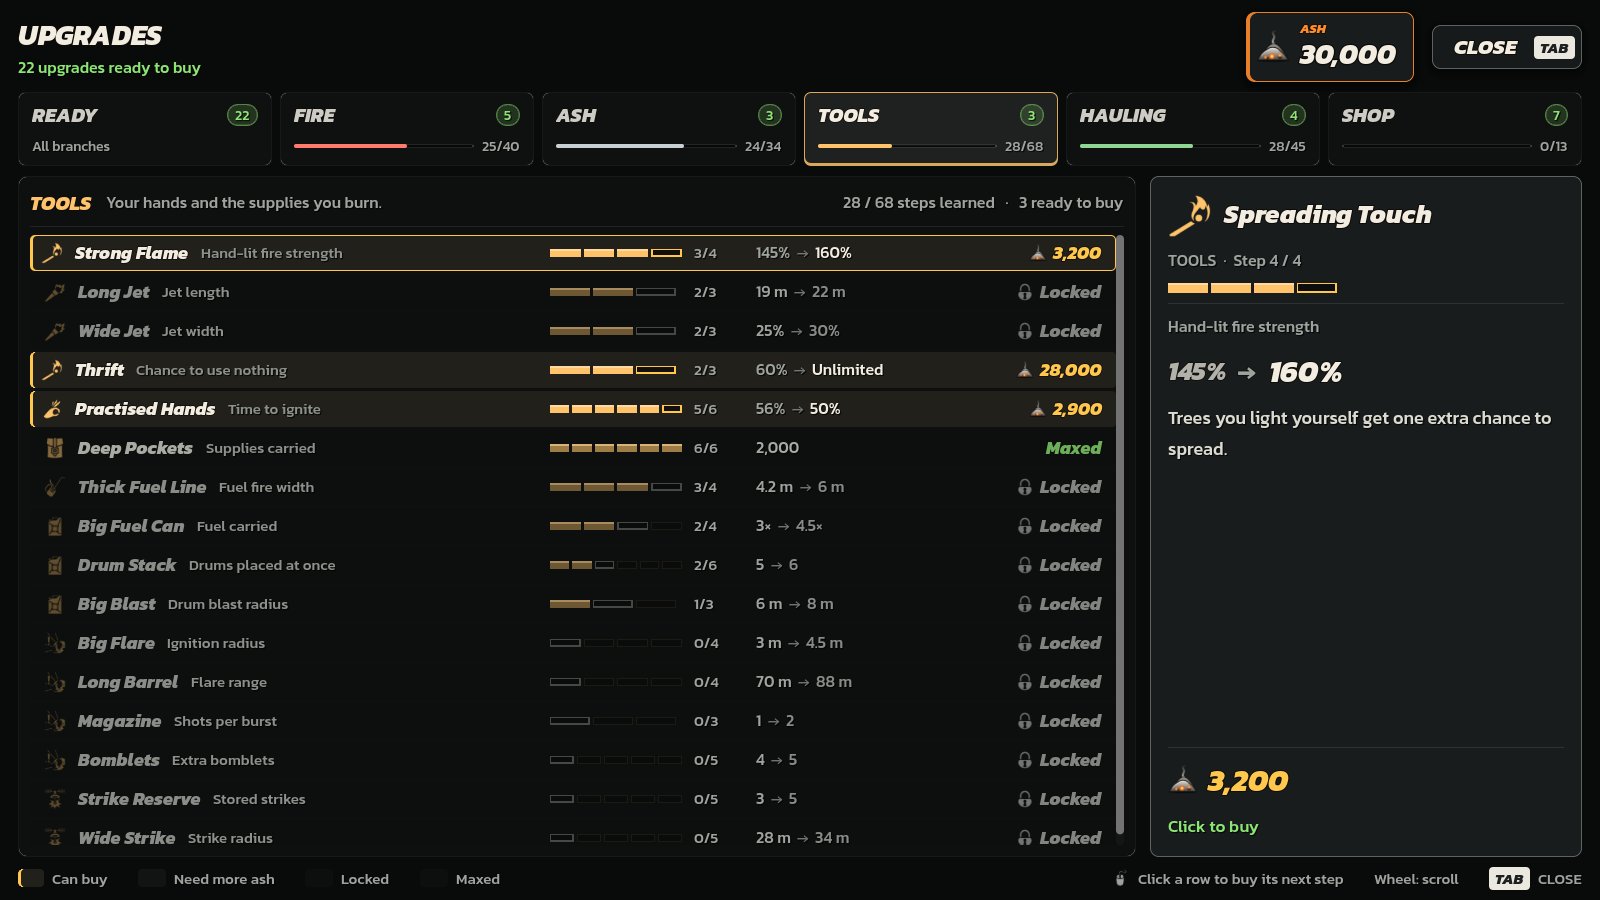 UPGRADES
22 upgrades ready to buy
ASH
30,000
CLOSE TAB
READY 22
All branches
FIRE 5
25/40
ASH 3
24/34
TOOLS 3
28/68
HAULING 4
28/45
SHOP 7
0/13
TOOLS Your hands and the supplies you burn. 28 / 68 steps learned · 3 ready to buy
Strong Flame Hand-lit fire strength 3/4 145% → 160% 3,200
Long Jet Jet length 2/3 19 m → 22 m Locked
Wide Jet Jet width 2/3 25% → 30% Locked
Thrift Chance to use nothing 2/3 60% → Unlimited 28,000
Practised Hands Time to ignite 5/6 56% → 50% 2,900
Deep Pockets Supplies carried 6/6 2,000 Maxed
Thick Fuel Line Fuel fire width 3/4 4.2 m → 6 m Locked
Big Fuel Can Fuel carried 2/4 3× → 4.5× Locked
Drum Stack Drums placed at once 2/6 5 → 6 Locked
Big Blast Drum blast radius 1/3 6 m → 8 m Locked
Big Flare Ignition radius 0/4 3 m → 4.5 m Locked
Long Barrel Flare range 0/4 70 m → 88 m Locked
Magazine Shots per burst 0/3 1 → 2 Locked
Bomblets Extra bomblets 0/5 4 → 5 Locked
Strike Reserve Stored strikes 0/5 3 → 5 Locked
Wide Strike Strike radius 0/5 28 m → 34 m Locked
Spreading Touch
TOOLS · Step 4 / 4
Hand-lit fire strength
145% → 160%
Trees you light yourself get one extra chance to
spread.
3,200
Click to buy
Can buy Need more ash Locked Maxed Click a row to buy its next step Wheel: scroll TAB CLOSE